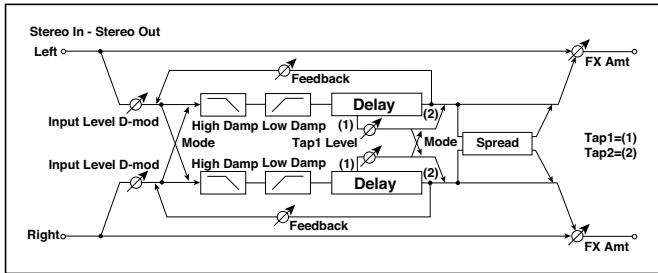 Stereo In - Stereo Out
Left
FX Amt
Feedback
Input Level D-mod
High Damp Low Damp
Delay
(1)
(2)
Tap1 Level
Mode
Mode
Spread
Tap1=(1)
Tap2=(2)
Input Level D-mod
High Damp Low Damp
(1)
Delay
(2)
Feedback
Right
FX Amt